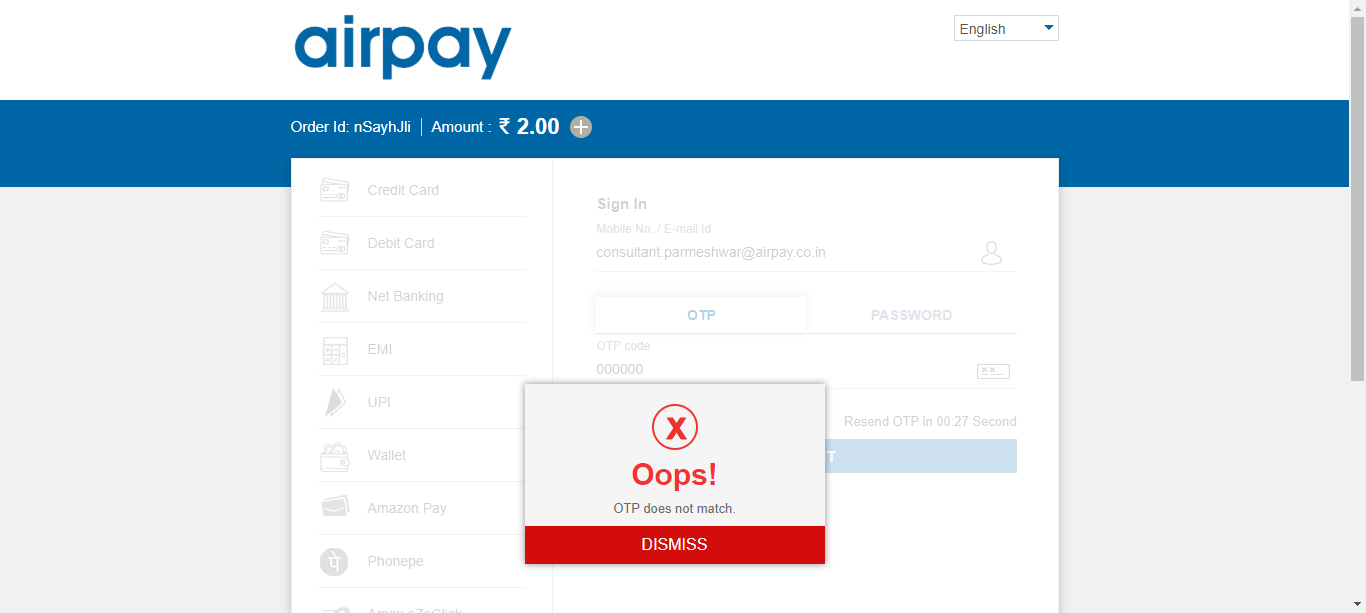 airpay
English
Order Id: nSayhJli | Amount : ₹ 2.00
Credit Card
Debit Card
Net Banking
EMI
UPI
Wallet
Amazon Pay
Phonepe
Amex eZeClick
Sign In
Mobile No. / E-mail Id
consultant.parmeshwar@airpay.co.in
OTP PASSWORD
OTP code
000000
Resend OTP in 00:27 Second
T
X
Oops!
OTP does not match.
DISMISS